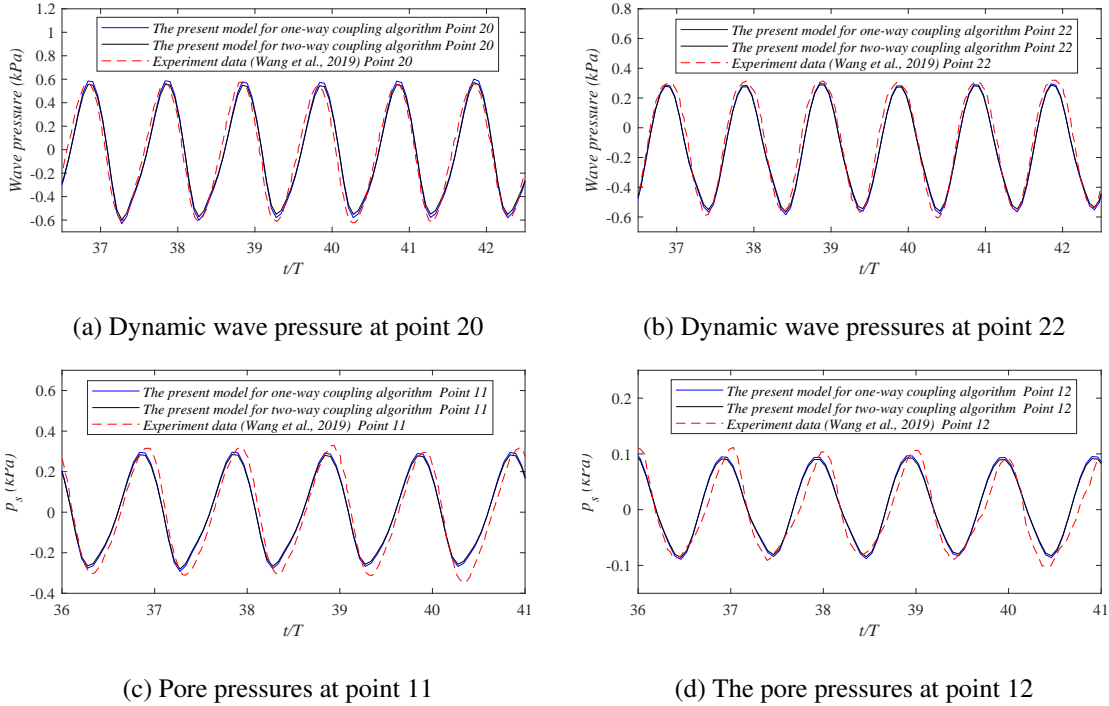 1.2
1
0.8
0.6
0.4
0.2
0
-0.2
-0.4
-0.6
Wave pressure (kPa)
The present model for one-way coupling algorithm Point 20
The present model for two-way coupling algorithm Point 20
Experiment data (Wang et al., 2019) Point 20
37 38 39 40 41 42
t/T
(a) Dynamic wave pressure at point 20
0.8
0.6
0.4
0.2
0
-0.2
-0.4
-0.6
Wave pressure (kPa)
The present model for one-way coupling algorithm Point 22
The present model for two-way coupling algorithm Point 22
Experiment data (Wang et al., 2019) Point 22
37 38 39 40 41 42
t/T
(b) Dynamic wave pressures at point 22
0.6
0.4
0.2
0
-0.2
-0.4
p_s (kPa)
The present model for one-way coupling algorithm Point 11
The present model for two-way coupling algorithm Point 11
Experiment data (Wang et al., 2019) Point 11
36 37 38 39 40 41
t/T
(c) Pore pressures at point 11
0.2
0.1
0
-0.1
p_s (kPa)
The present model for one-way coupling algorithm Point 12
The present model for two-way coupling algorithm Point 12
Experiment data (Wang et al., 2019) Point 12
36 37 38 39 40 41
t/T
(d) The pore pressures at point 12